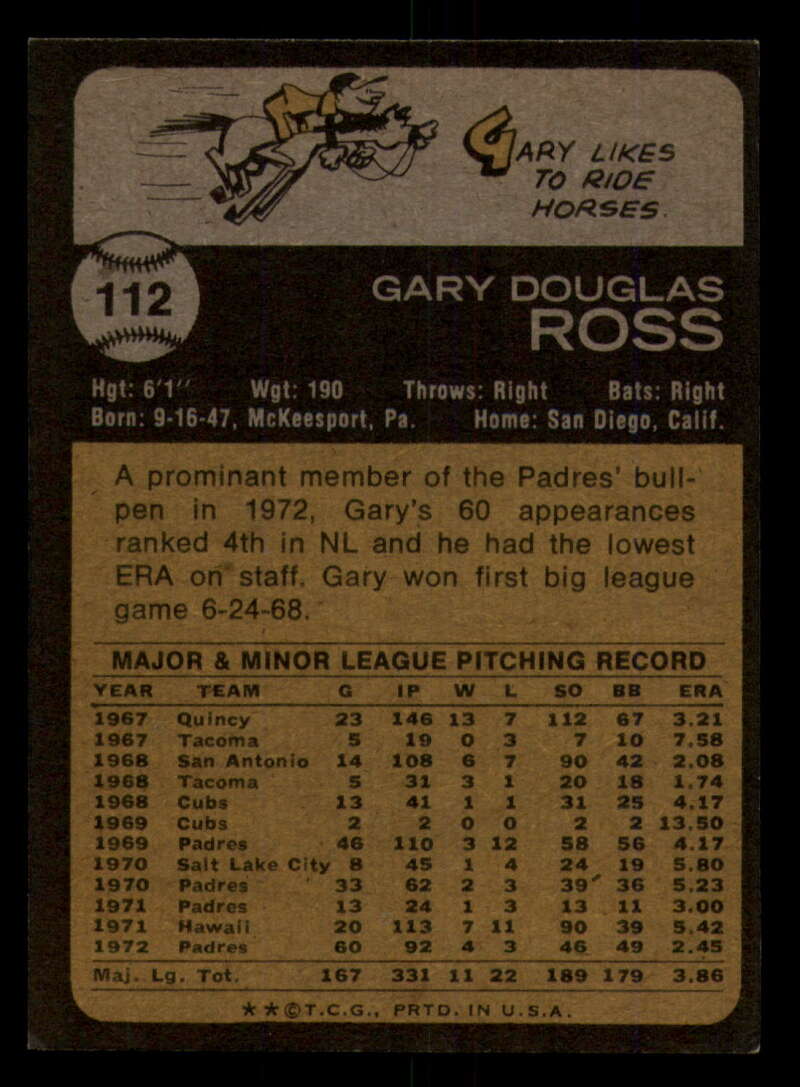 GARY LIKES
TO RIDE
HORSES.
112
GARY DOUGLAS
ROSS
Hgt: 6'1" Wgt: 190 Throws: Right Bats: Right
Born: 9-16-47, McKeesport, Pa. Home: San Diego, Calif.
A prominant member of the Padres' bull-
pen in 1972, Gary's 60 appearances
ranked 4th in NL and he had the lowest
ERA on staff. Gary won first big league
game 6-24-68.
MAJOR & MINOR LEAGUE PITCHING RECORD
YEAR TEAM G IP W L SO BB ERA
1967 Quincy 23 146 13 7 112 67 3.21
1967 Tacoma 5 19 0 3 7 10 7.58
1968 San Antonio 14 108 6 7 90 42 2.08
1968 Tacoma 5 31 3 1 20 18 1.74
1968 Cubs 13 41 1 1 31 25 4.17
1969 Cubs 2 2 0 0 2 2 13.50
1969 Padres 46 110 3 12 58 56 4.17
1970 Salt Lake City 8 45 1 4 24 19 5.80
1970 Padres 33 62 2 3 39 36 5.23
1971 Padres 13 24 1 3 13 11 3.00
1971 Hawaii 20 113 7 11 90 39 5.42
1972 Padres 60 92 4 3 46 49 2.45
Maj. Lg. Tot. 167 331 11 22 189 179 3.86
★★©T.C.G., PRTD. IN U.S.A.